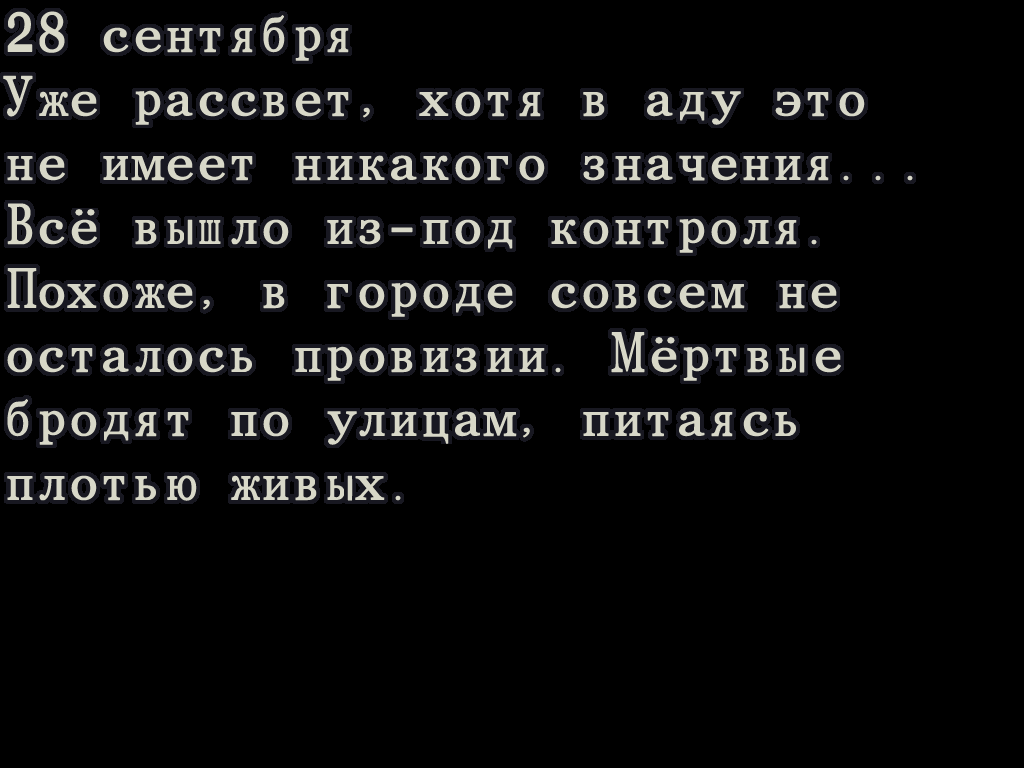 28 сентября
Уже рассвет, хотя в аду это
не имеет никакого значения...
Всё вышло из-под контроля.
Похоже, в городе совсем не
осталось провизии. Мёртвые
бродят по улицам, питаясь
плотью живых.